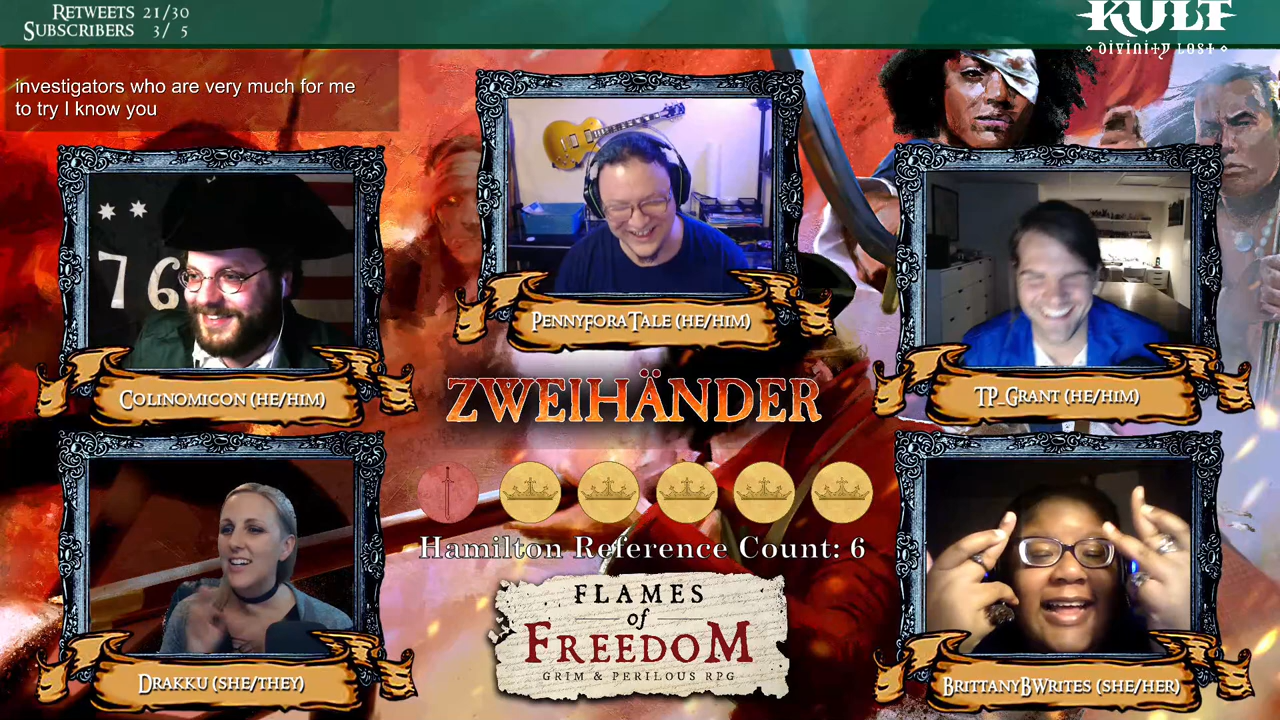 Retweets 21/30
Subscribers 3/ 5
KULT
DIVINITY LOST
investigators who are very much for me
to try I know you
76
PennyforaTale (he/him)
Colinomicon (he/him)
TP_Grant (he/him)
ZWEIHÄNDER
Hamilton Reference Count: 6
FLAMES
of
FREEDOM
GRIM & PERILOUS RPG
Drakku (she/they)
BrittanyBWrites (she/her)